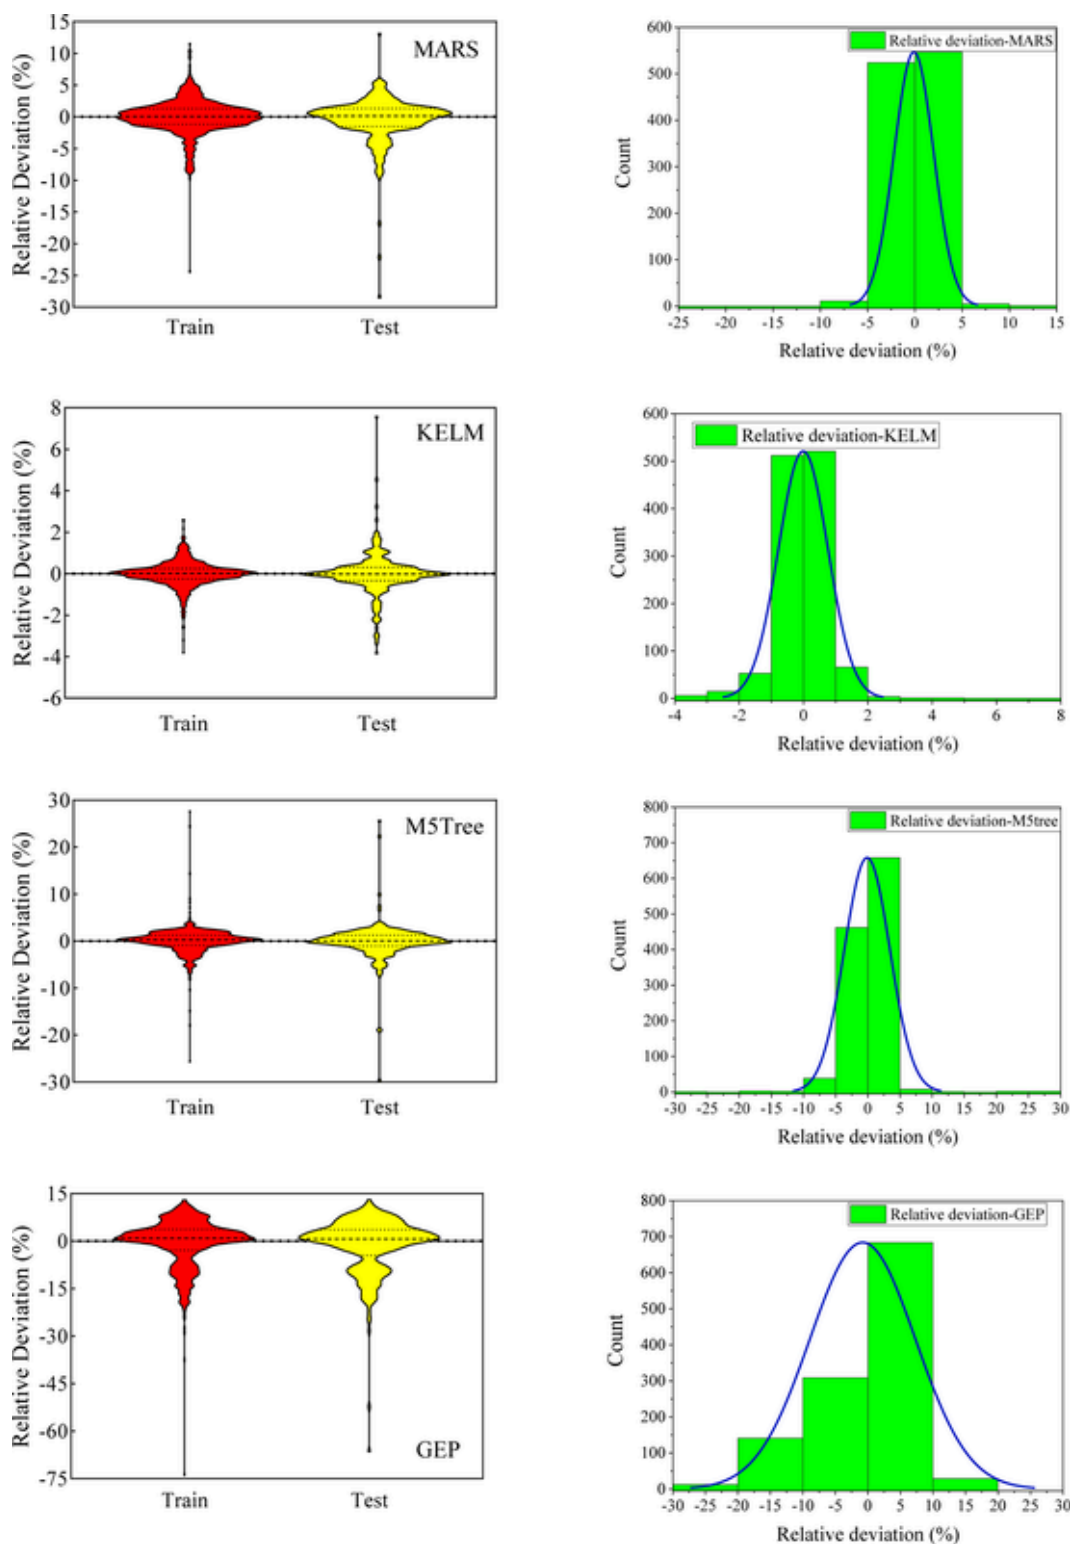 15
10
5
0
-5
-10
-15
-20
-25
-30
Relative Deviation (%)
MARS
Train
Test
600
500
400
300
200
100
0
Count
Relative deviation-MARS
-25 -20 -15 -10 -5 0 5 10 15
Relative deviation (%)
8
6
4
2
0
-2
-4
-6
Relative Deviation (%)
KELM
Train
Test
600
500
400
300
200
100
0
Count
Relative deviation-KELM
-4 -2 0 2 4 6 8
Relative deviation (%)
30
20
10
0
-10
-20
-30
Relative Deviation (%)
M5Tree
Train
Test
800
700
600
500
400
300
200
100
0
Count
Relative deviation-M5tree
-30 -25 -20 -15 -10 -5 0 5 10 15 20 25 30
Relative deviation (%)
15
0
-15
-30
-45
-60
-75
Relative Deviation (%)
GEP
Train
Test
800
700
600
500
400
300
200
100
0
Count
Relative deviation-GEP
-30 -25 -20 -15 -10 -5 0 5 10 15 20 25 30
Relative deviation (%)